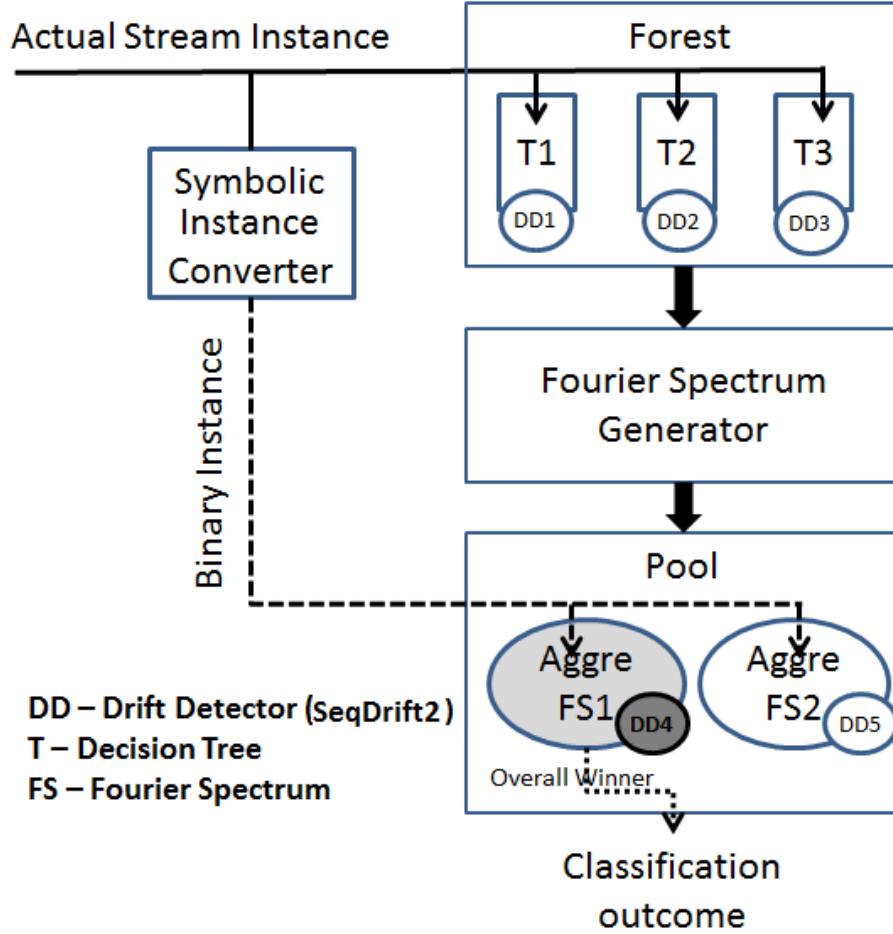 Actual Stream Instance
Forest
T1
T2
T3
DD1
DD2
DD3
Symbolic
Instance
Converter
Fourier Spectrum
Generator
Binary Instance
Pool
Aggre
FS1
DD4
Aggre
FS2
DD5
Overall Winner
DD – Drift Detector (SeqDrift2)
T – Decision Tree
FS – Fourier Spectrum
Classification
outcome